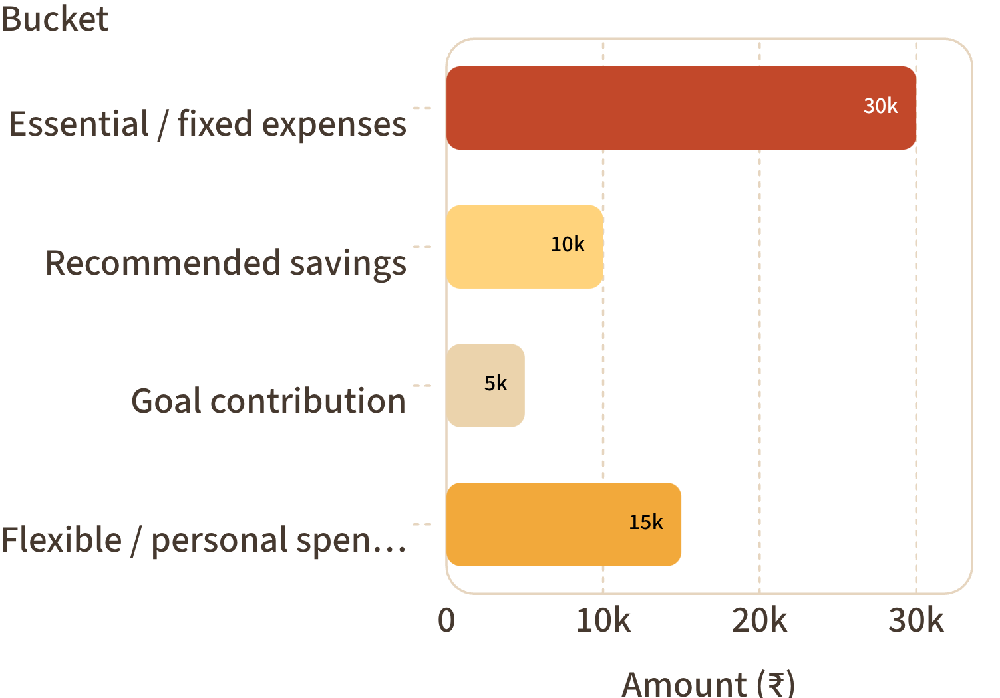 Bucket
Essential / fixed expenses
30k
Recommended savings
10k
Goal contribution
5k
Flexible / personal spen…
15k
0 10k 20k 30k
Amount (₹)